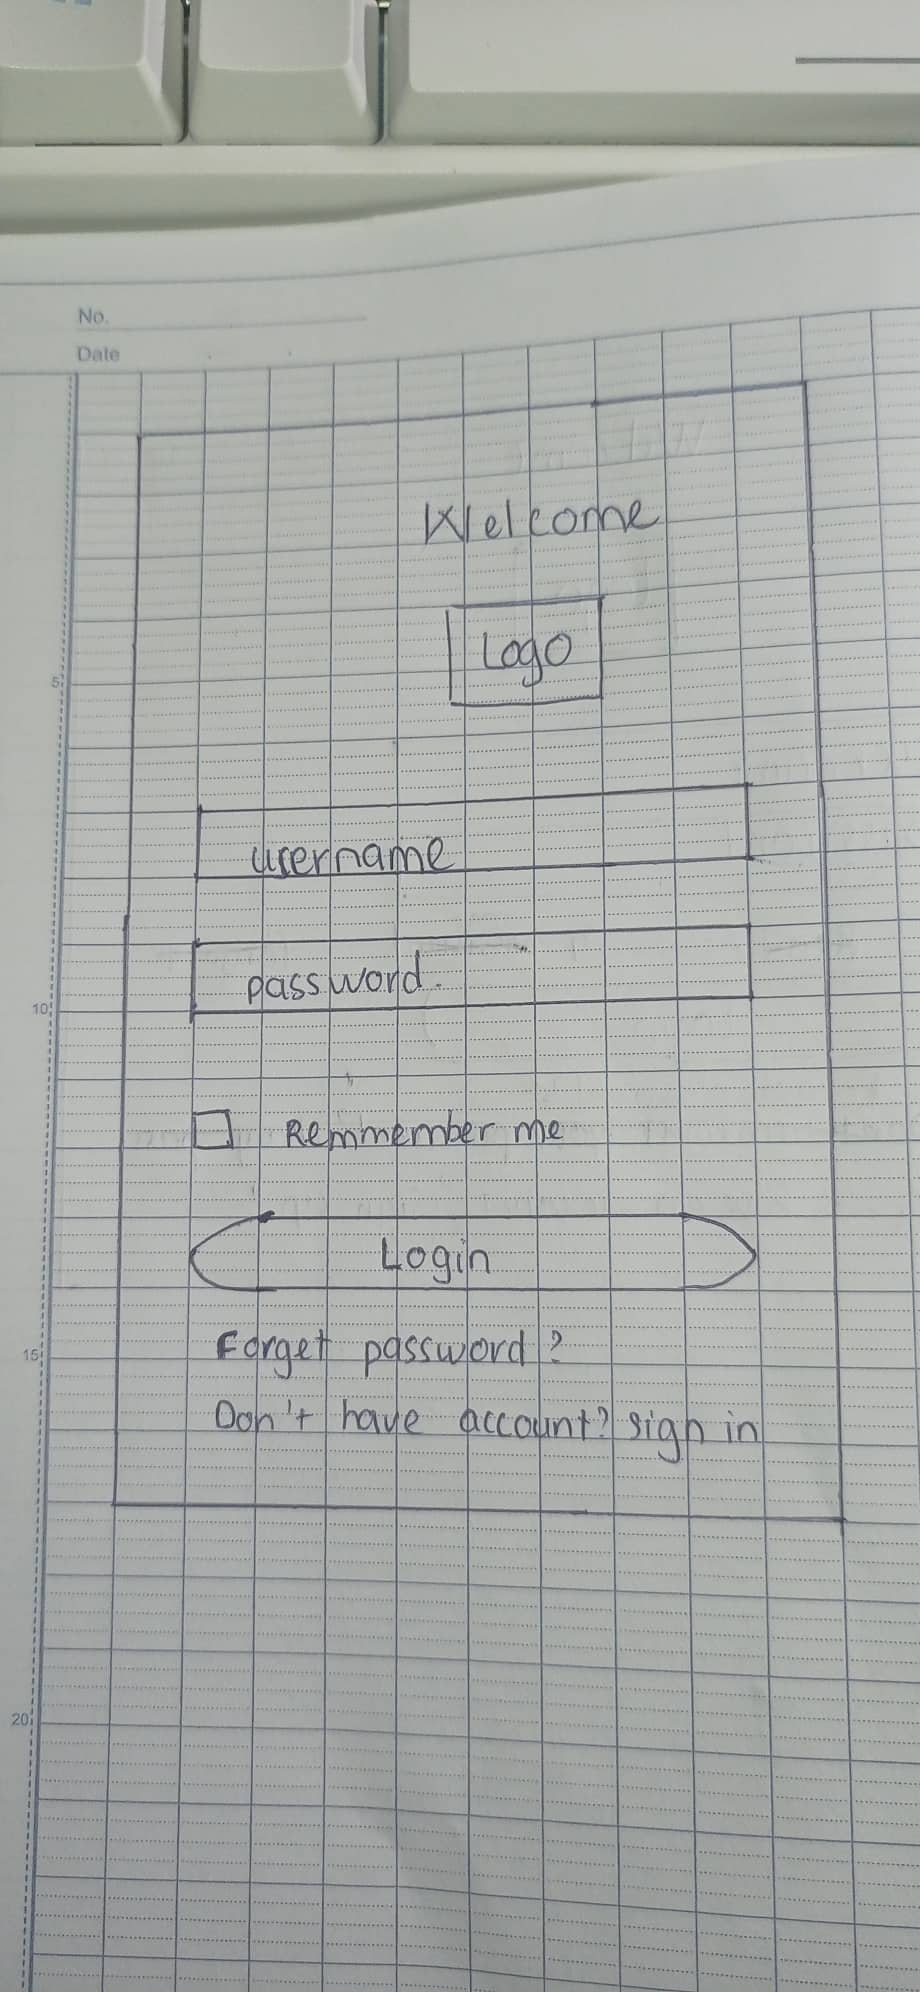 No.
Date
Welcome
Logo
5
username
password.
10
Remmember me
Login
Forget password?
15
Don't have account? sign in
20